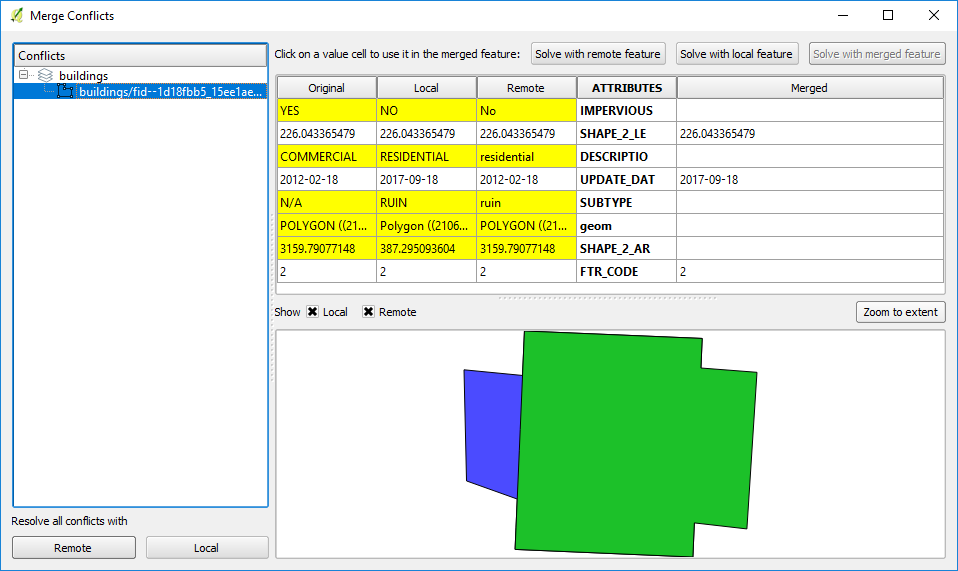 Merge Conflicts
Conflicts
buildings
buildings/fid--1d18fbb5_15ee1ae...
Resolve all conflicts with
Remote Local
Click on a value cell to use it in the merged feature: Solve with remote feature Solve with local feature Solve with merged feature
Original Local Remote ATTRIBUTES Merged
YES NO No IMPERVIOUS
226.043365479 226.043365479 226.043365479 SHAPE_2_LE 226.043365479
COMMERCIAL RESIDENTIAL residential DESCRIPTIO
2012-02-18 2017-09-18 2012-02-18 UPDATE_DAT 2017-09-18
N/A RUIN ruin SUBTYPE
POLYGON ((21... Polygon ((2106... POLYGON ((21... geom
3159.79077148 387.295093604 3159.79077148 SHAPE_2_AR
2 2 2 FTR_CODE 2
Show Local Remote Zoom to extent